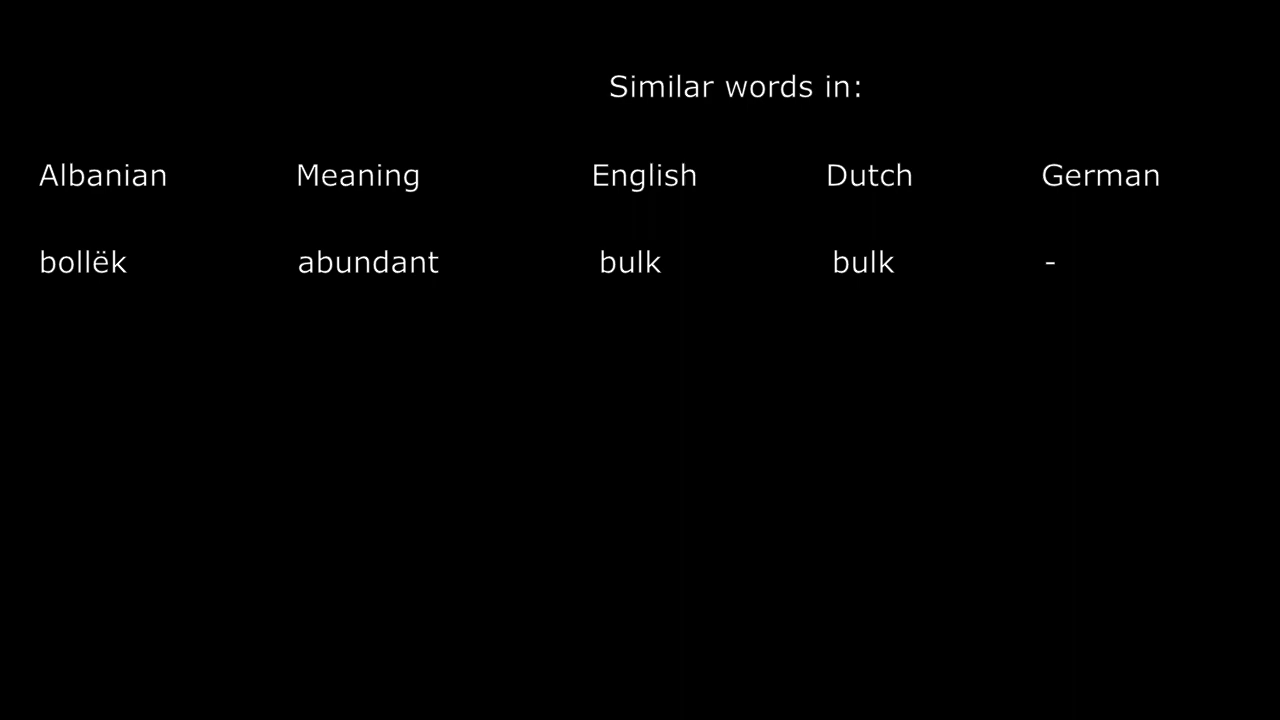 Similar words in:
Albanian Meaning English Dutch German
bollëk abundant bulk bulk -